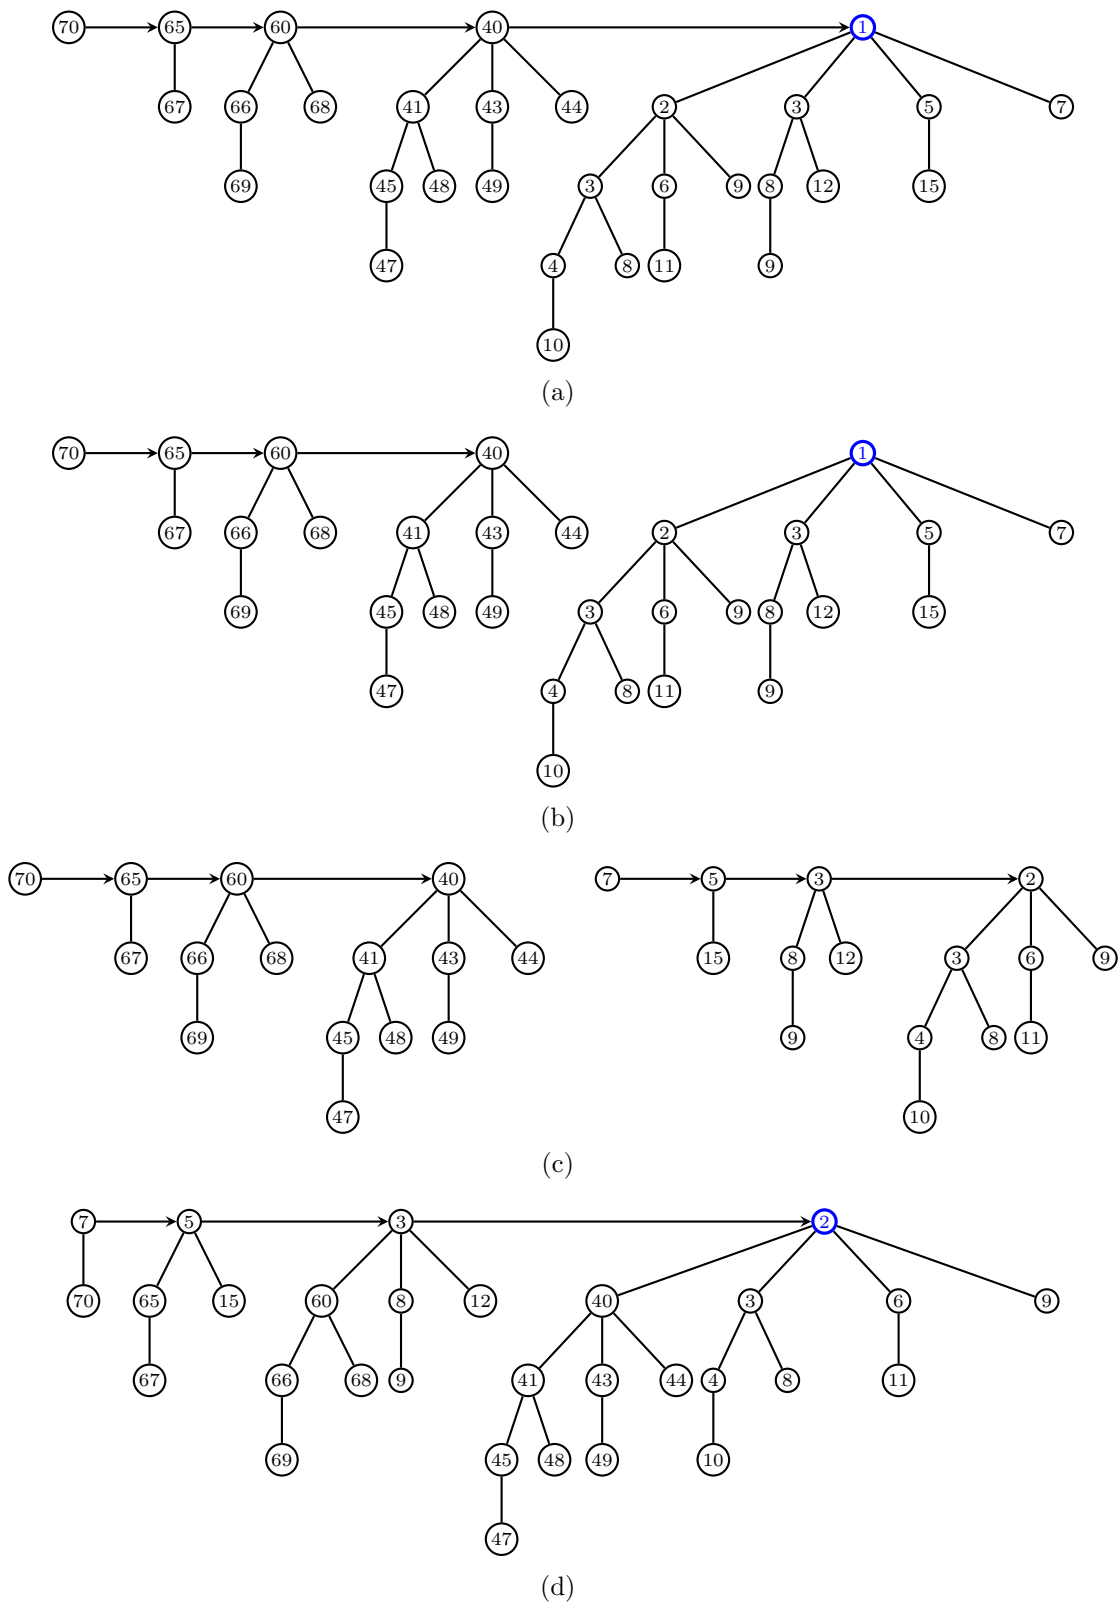 70 65 60 40 1
67 66 68 41 43 44 2 3 5 7
69 45 48 49 3 6 9 8 12 15
47 4 8 11 9
10
(a)
70 65 60 40 1
67 66 68 41 43 44 2 3 5 7
69 45 48 49 3 6 9 8 12 15
47 4 8 11 9
10
(b)
70 65 60 40 7 5 3 2
67 66 68 41 43 44 15 8 12 3 6 9
69 45 48 49 9 4 8 11
47 10
(c)
7 5 3 2
70 65 15 60 8 12 40 3 6 9
67 66 68 9 41 43 44 4 8 11
69 45 48 49 10
47
(d)